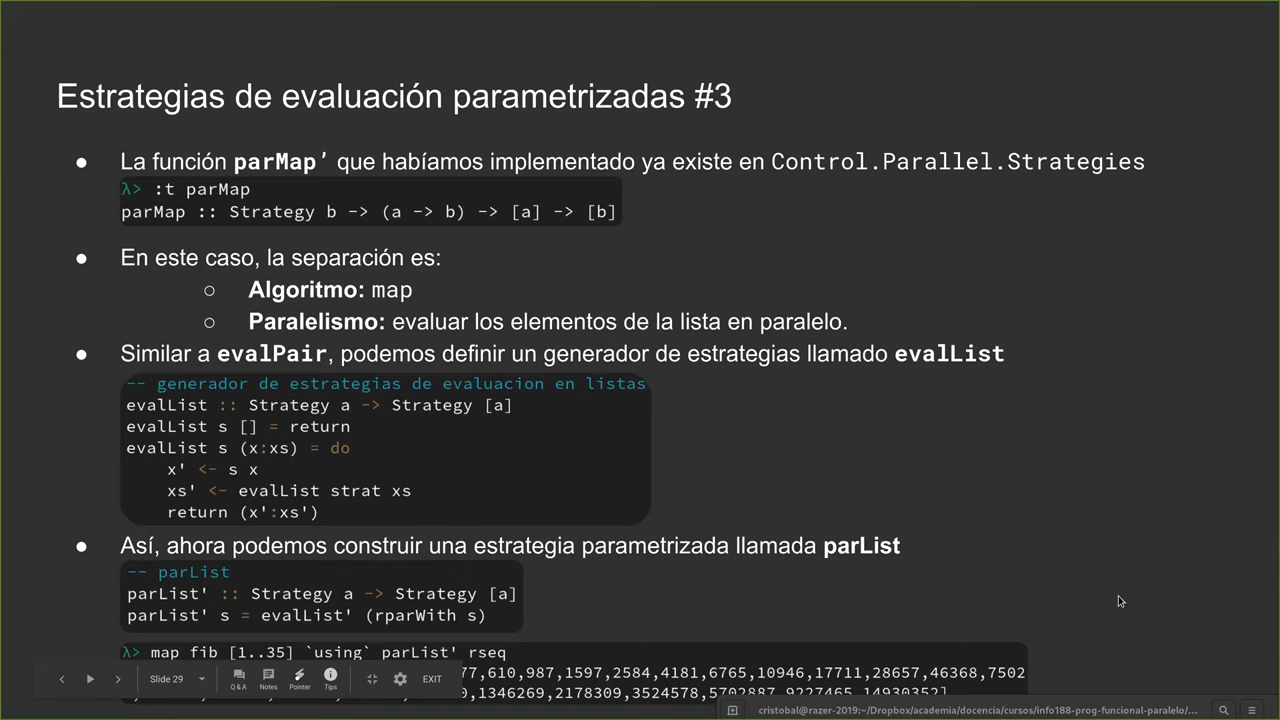 Estrategias de evaluación parametrizadas #3
● La función parMap’ que habíamos implementado ya existe en Control.Parallel.Strategies
λ> :t parMap
parMap :: Strategy b -> (a -> b) -> [a] -> [b]
● En este caso, la separación es:
○ Algoritmo: map
○ Paralelismo: evaluar los elementos de la lista en paralelo.
● Similar a evalPair, podemos definir un generador de estrategias llamado evalList
-- generador de estrategias de evaluacion en listas
evalList :: Strategy a -> Strategy [a]
evalList s [] = return
evalList s (x:xs) = do
x' <- s x
xs' <- evalList strat xs
return (x':xs')
● Así, ahora podemos construir una estrategia parametrizada llamada parList
-- parList
parList' :: Strategy a -> Strategy [a]
parList' s = evalList' (rparWith s)
λ> map fib [1..35] `using` parList' rseq
77,610,987,1597,2584,4181,6765,10946,17711,28657,46368,7502
,1346269,2178309,3524578,5702887,9227465,14930352]
Slide 29
Q & A
Notes
Pointer
Tips
EXIT
cristobal@razer-2019:~/Dropbox/academia/docencia/cursos/info188-prog-funcional-paralelo/...